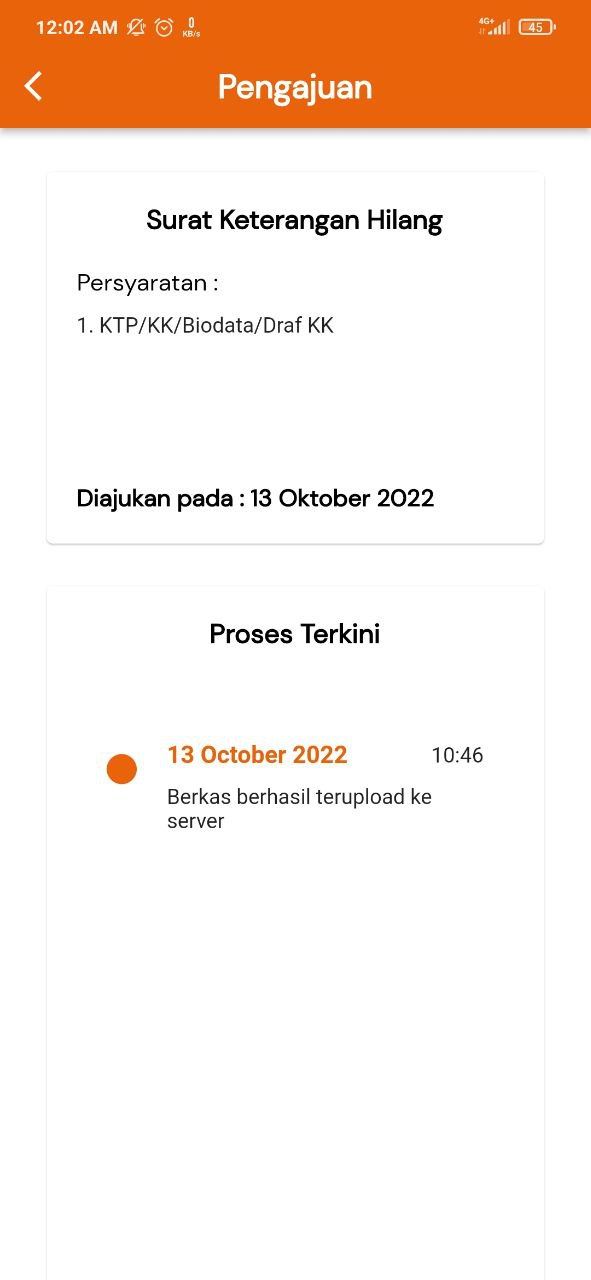 12:02 AM 0 KB/s 4G+ 45
Pengajuan
Surat Keterangan Hilang
Persyaratan :
1. KTP/KK/Biodata/Draf KK
Diajukan pada : 13 Oktober 2022
Proses Terkini
13 October 2022 10:46
Berkas berhasil terupload ke
server